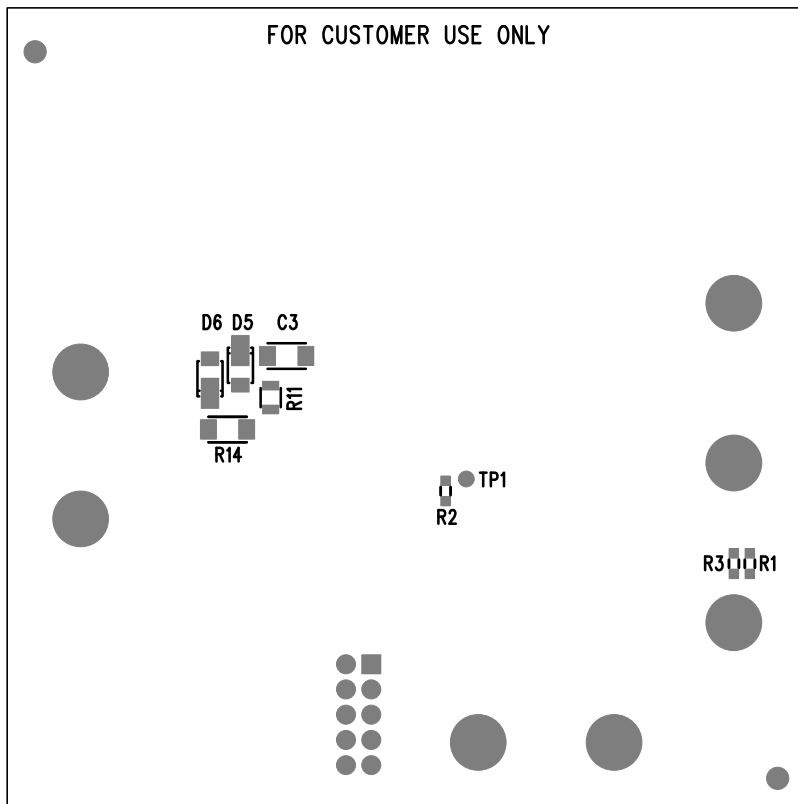 FOR CUSTOMER USE ONLY
D6 D5 C3
R11
R14
TP1
R2
R3 R1